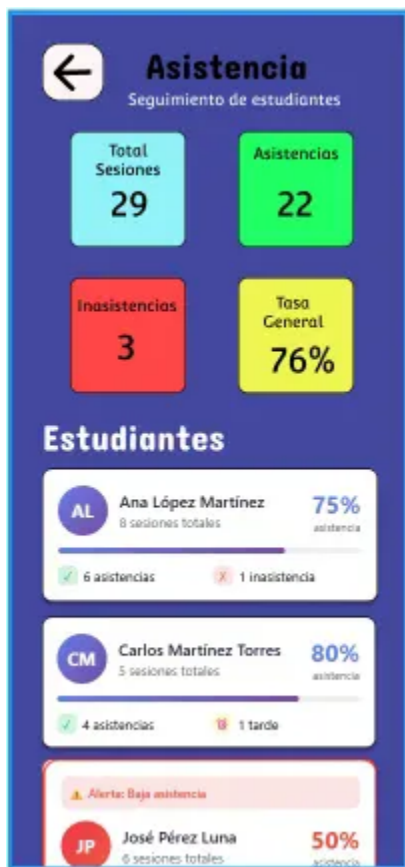 Asistencia
Seguimiento de estudiantes
Total
Sesiones
29
Asistencias
22
Inasistencias
3
Tasa
General
76%
Estudiantes
AL
Ana López Martínez
8 sesiones totales
75%
asistencia
6 asistencias
1 inasistencia
CM
Carlos Martínez Torres
5 sesiones totales
80%
asistencia
4 asistencias
1 tarde
Alerta: Baja asistencia
JP
José Pérez Luna
6 sesiones totales
50%
asistencia